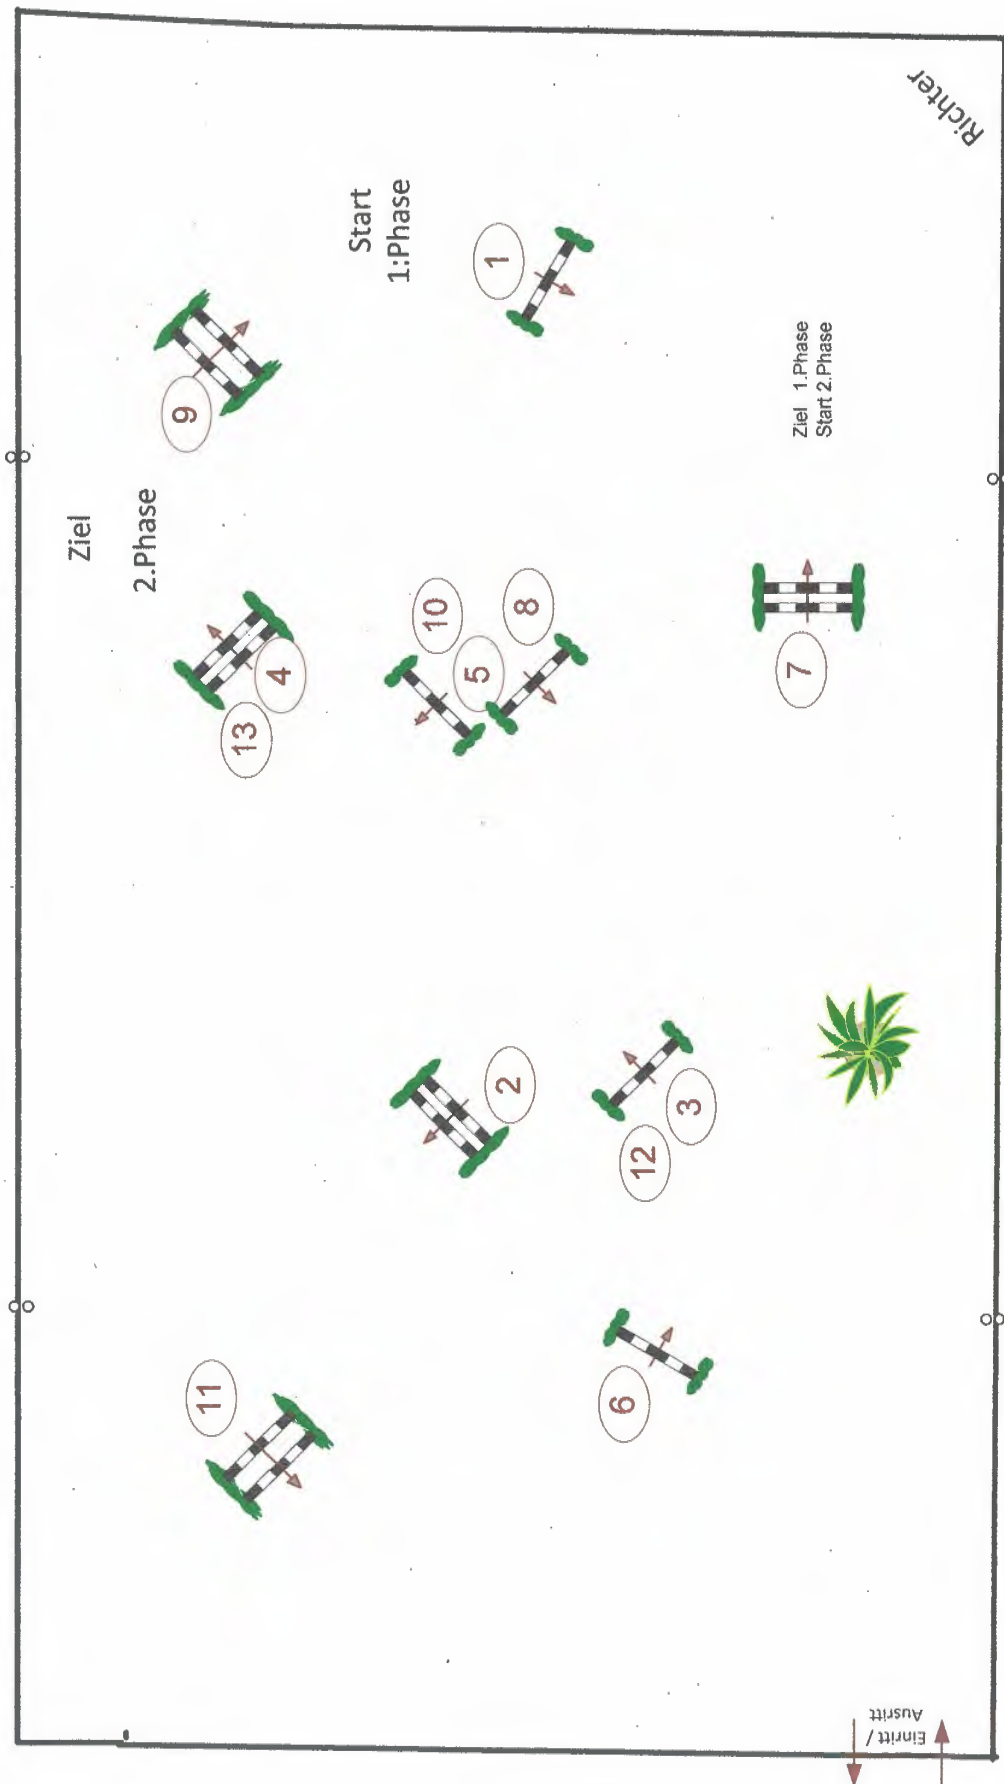 Richter
Start
1:Phase
1
9
Ziel 1.Phase
Start 2.Phase
Ziel
2.Phase
10
8
5
4
13
7
2
3
12
11
6
Einritt /
Ausritt